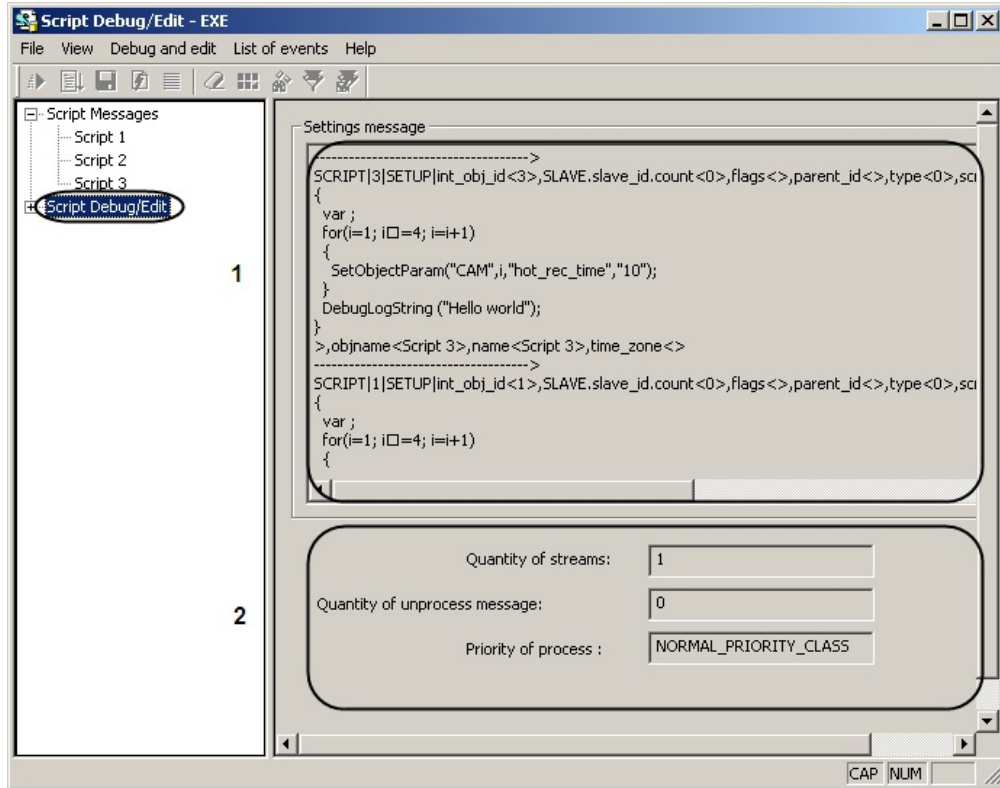 Script Debug/Edit - EXE
File View Debug and edit List of events Help
Script Messages
Script 1
Script 2
Script 3
Script Debug/Edit
1
2
Settings message
------------------------------------->
SCRIPT|3|SETUP|int_obj_id<3>,SLAVE.slave_id.count<0>,flags<>,parent_id<>,type<0>,scr
{
var ;
for(i=1; i□=4; i=i+1)
{
SetObjectParam("CAM",i,"hot_rec_time","10");
}
DebugLogString ("Hello world");
}
>,objname<Script 3>,name<Script 3>,time_zone<>
------------------------------------->
SCRIPT|1|SETUP|int_obj_id<1>,SLAVE.slave_id.count<0>,flags<>,parent_id<>,type<0>,scr
{
var ;
for(i=1; i□=4; i=i+1)
{
Quantity of streams: 1
Quantity of unprocess message: 0
Priority of process : NORMAL_PRIORITY_CLASS
CAP NUM